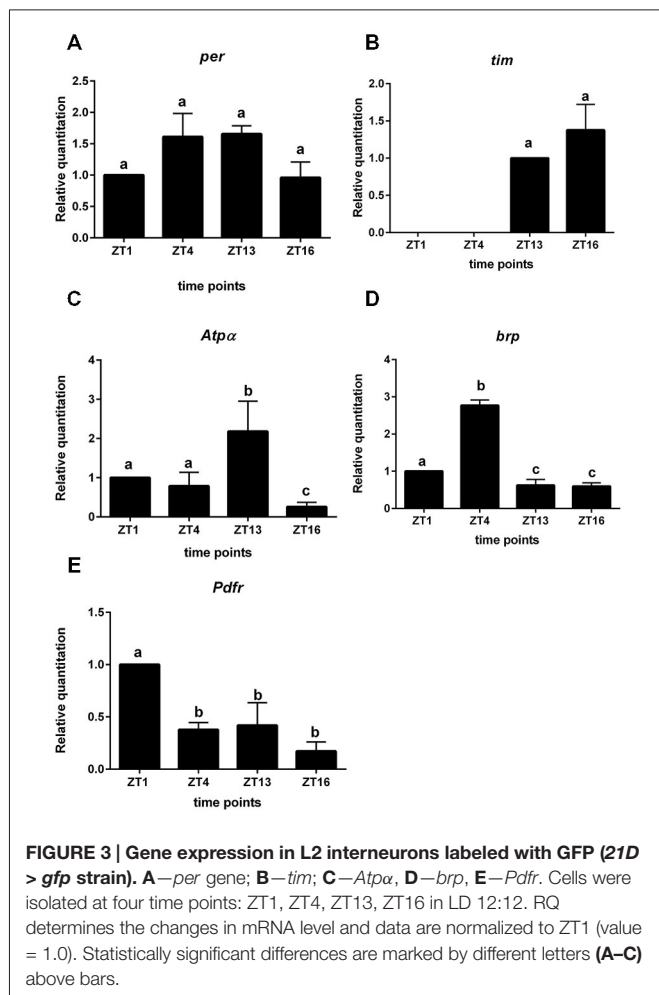 A
per
Relative quantitation
2.5
2.0
1.5
1.0
0.5
0.0
a
a
a
a
ZT1 ZT4 ZT13 ZT16
time points
B
tim
Relative quantitation
2.0
1.5
1.0
0.5
0.0
a
a
ZT1 ZT4 ZT13 ZT16
time points
C
Atpα
Relative quantitation
4
3
2
1
0
a
a
b
c
ZT1 ZT4 ZT13 ZT16
time points
D
brp
Relative quantitation
4
3
2
1
0
a
b
c
c
ZT1 ZT4 ZT13 ZT16
time points
E
Pdfr
Relative quantitation
1.5
1.0
0.5
0.0
a
b
b
b
ZT1 ZT4 ZT13 ZT16
time points
FIGURE 3 | Gene expression in L2 interneurons labeled with GFP (21D
> gfp strain). A—per gene; B—tim; C—Atpα, D—brp, E—Pdfr. Cells were
isolated at four time points: ZT1, ZT4, ZT13, ZT16 in LD 12:12. RQ
determines the changes in mRNA level and data are normalized to ZT1 (value
= 1.0). Statistically significant differences are marked by different letters (A–C)
above bars.